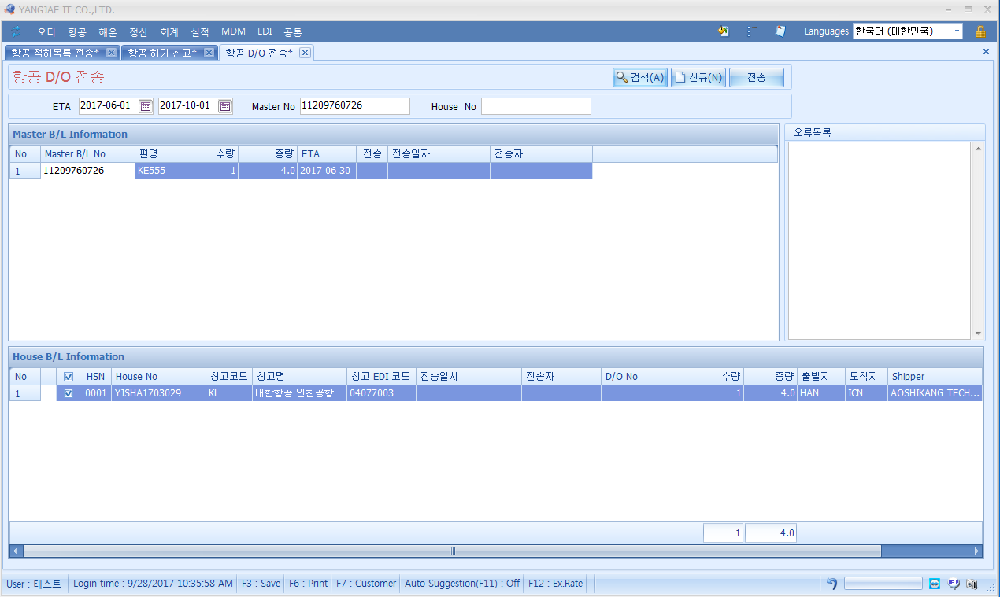 YANGJAE IT CO.,LTD.
오더 항공 해운 정산 회계 실적 MDM EDI 공통 Languages 한국어 (대한민국)
항공 적하목록 전송* 항공 하기 신고* 항공 D/O 전송*
항공 D/O 전송 검색(A) 신규(N) 전송
ETA 2017-06-01 2017-10-01 Master No 11209760726 House No
Master B/L Information 오류목록
No Master B/L No 편명 수량 중량 ETA 전송 전송일자 전송자
1 11209760726 KE555 1 4.0 2017-06-30
House B/L Information
No HSN House No 창고코드 창고명 창고 EDI 코드 전송일시 전송자 D/O No 수량 중량 출발지 도착지 Shipper
1 0001 YJSHA1703029 KL 대한항공 인천공항 04077003 1 4.0 HAN ICN AOSHIKANG TECH...
1 4.0
User : 테스트 Login time : 9/28/2017 10:35:58 AM F3 : Save F6 : Print F7 : Customer Auto Suggestion(F11) : Off F12 : Ex.Rate HELP